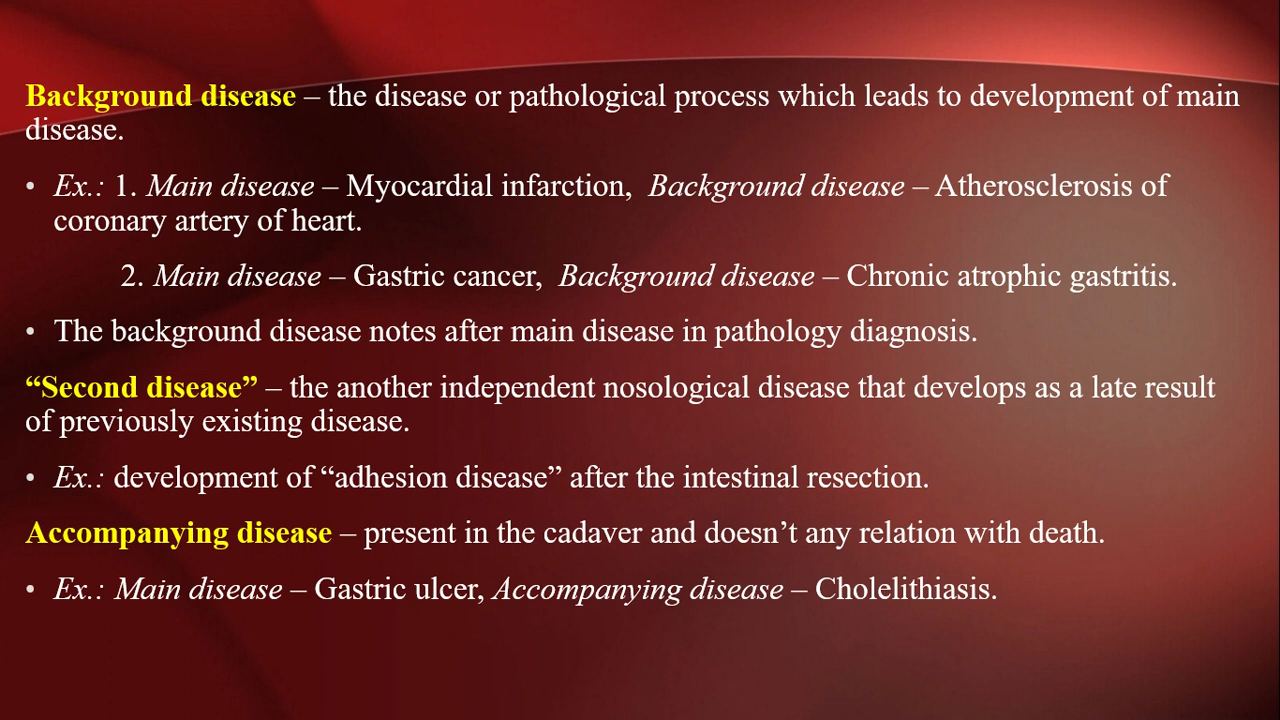 Background disease – the disease or pathological process which leads to development of main
disease.
• Ex.: 1. Main disease – Myocardial infarction,  Background disease – Atherosclerosis of
coronary artery of heart.
2. Main disease – Gastric cancer,  Background disease – Chronic atrophic gastritis.
• The background disease notes after main disease in pathology diagnosis.
“Second disease” – the another independent nosological disease that develops as a late result
of previously existing disease.
• Ex.: development of “adhesion disease” after the intestinal resection.
Accompanying disease – present in the cadaver and doesn’t any relation with death.
• Ex.: Main disease – Gastric ulcer, Accompanying disease – Cholelithiasis.